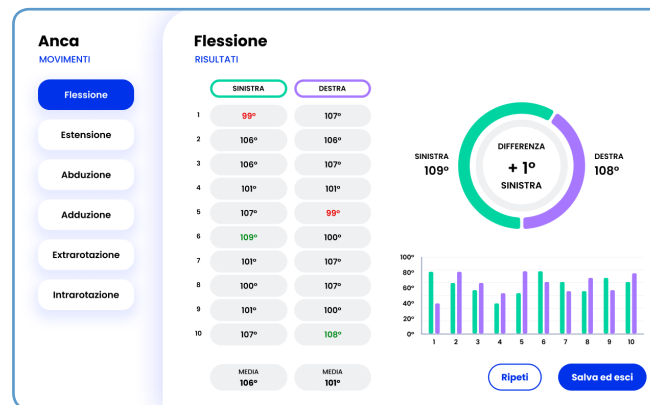 Anca
MOVIMENTI
Flessione
Estensione
Abduzione
Adduzione
Extrarotazione
Intrarotazione
Flessione
RISULTATI
SINISTRA DESTRA
1 99° 107°
2 106° 106°
3 106° 107°
4 101° 101°
5 107° 99°
6 109° 100°
7 101° 107°
8 100° 107°
9 101° 100°
10 107° 108°
MEDIA MEDIA
106° 101°
SINISTRA
109°
DIFFERENZA
+ 1°
SINISTRA
DESTRA
108°
100°
80°
60°
40°
20°
0°
1 2 3 4 5 6 7 8 9 10
Ripeti
Salva ed esci